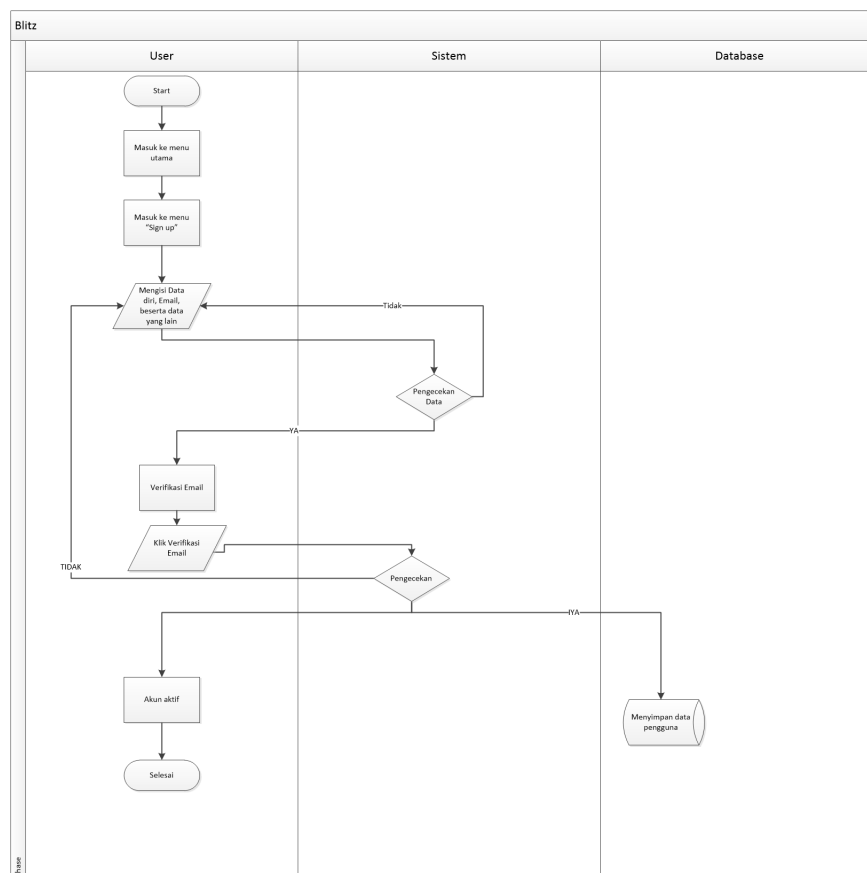 Blitz
User
Sistem
Database
Start
Masuk ke menu
utama
Masuk ke menu
“Sign up”
Mengisi Data
diri, Email,
beserta data
yang lain
Tidak
Pengecekan
Data
YA
Verifikasi Email
Klik Verifikasi
Email
TIDAK
Pengecekan
IYA
Akun aktif
Menyimpan data
pengguna
Selesai
hase